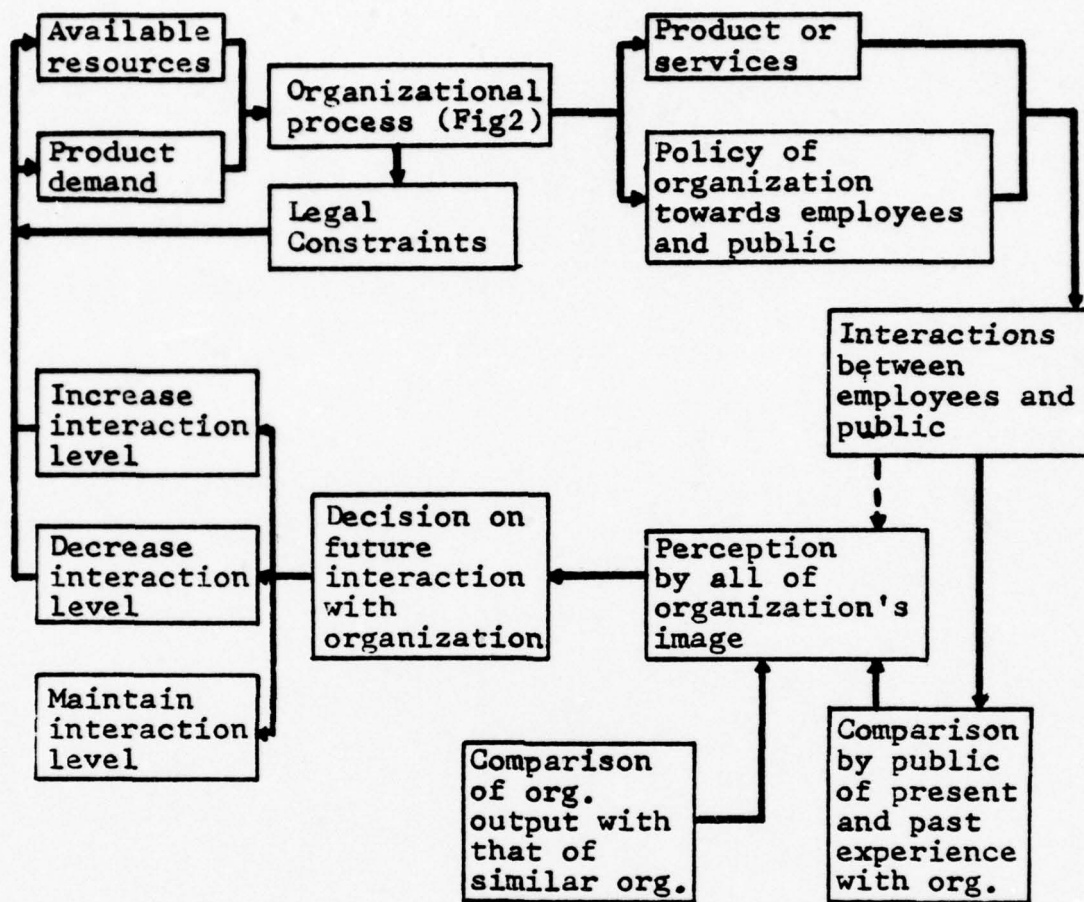 Available
resources
Product
demand
Organizational
process (Fig2)
Legal
Constraints
Product or
services
Policy of
organization
towards employees
and public
Interactions
between
employees and
public
Increase
interaction
level
Decrease
interaction
level
Maintain
interaction
level
Decision on
future
interaction
with
organization
Perception
by all of
organization's
image
Comparison
of org.
output with
that of
similar org.
Comparison
by public
of present
and past
experience
with org.